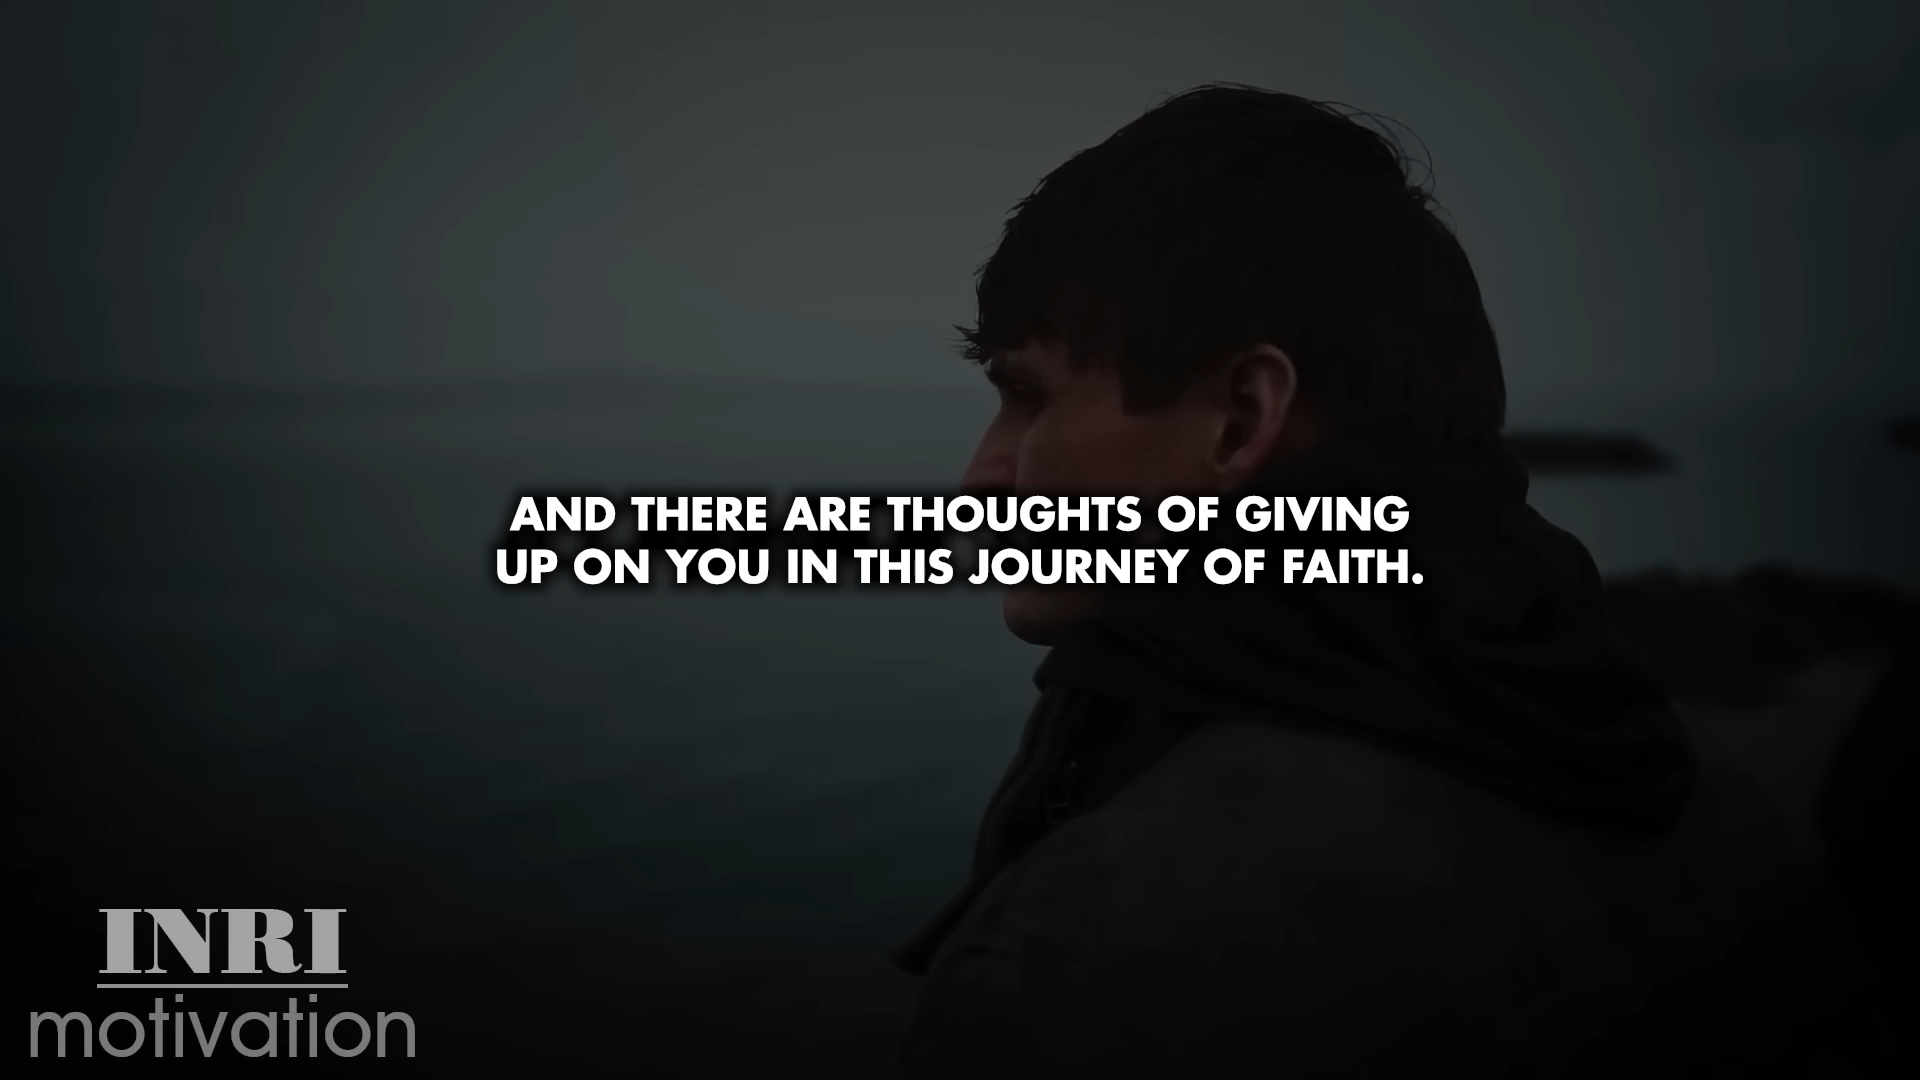 AND THERE ARE THOUGHTS OF GIVING
UP ON YOU IN THIS JOURNEY OF FAITH.
INRI
motivation